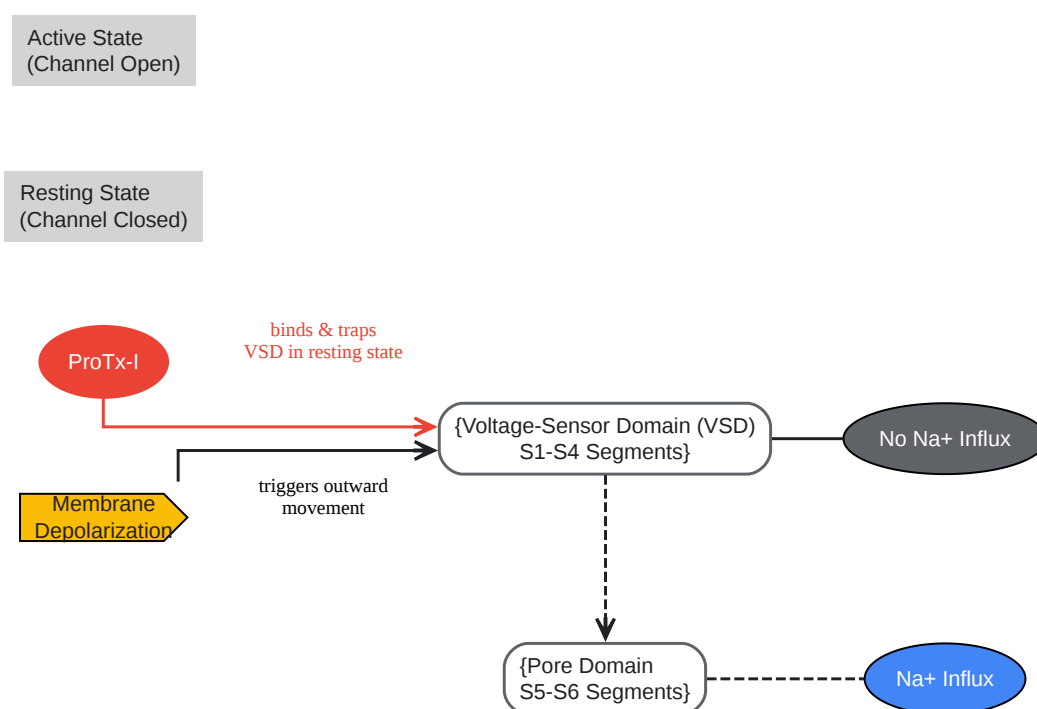 Active State
(Channel Open)
Resting State
(Channel Closed)
binds & traps
VSD in resting state
ProTx-I
{Voltage-Sensor Domain (VSD)
S1-S4 Segments}
No Na+ Influx
triggers outward
movement
Membrane
Depolarization
{Pore Domain
S5-S6 Segments}
Na+ Influx